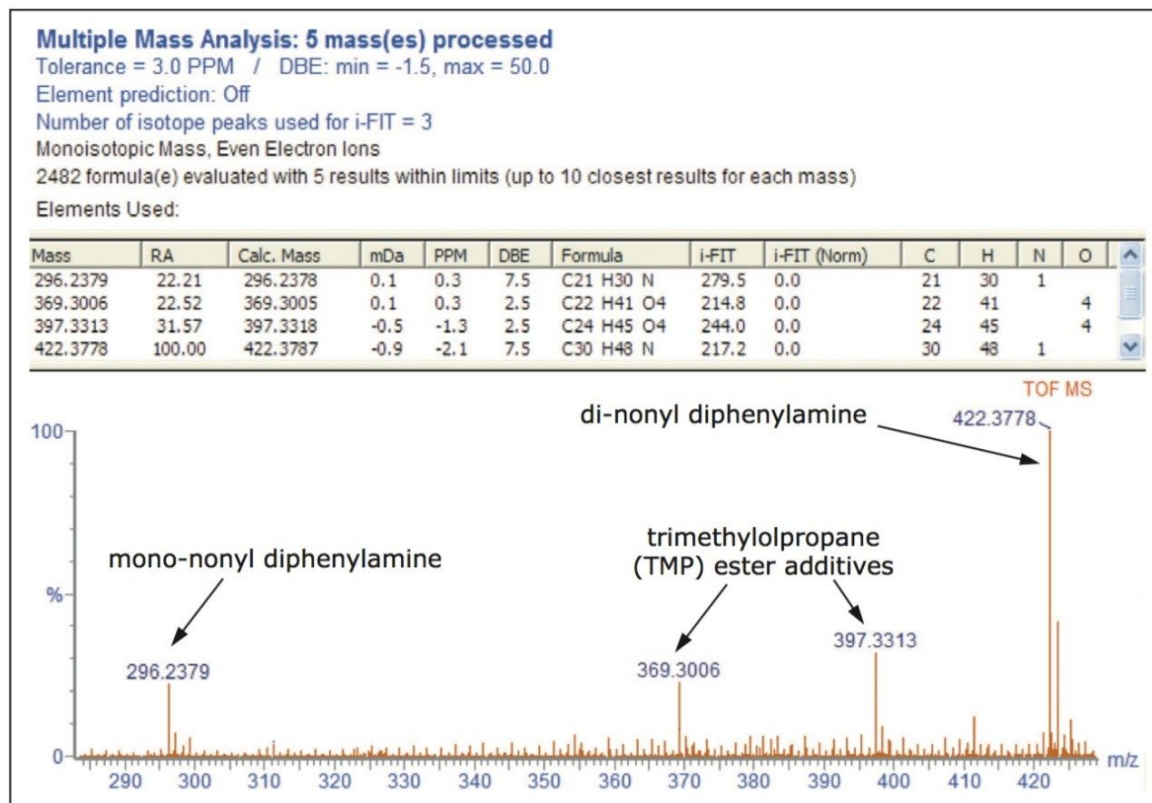 Multiple Mass Analysis: 5 mass(es) processed
Tolerance = 3.0 PPM / DBE: min = -1.5, max = 50.0
Element prediction: Off
Number of isotope peaks used for i-FIT = 3
Monoisotopic Mass, Even Electron Ions
2482 formula(e) evaluated with 5 results within limits (up to 10 closest results for each mass)
Elements Used:
Mass RA Calc. Mass mDa PPM DBE Formula i-FIT i-FIT (Norm) C H N O
296.2379 22.21 296.2378 0.1 0.3 7.5 C21 H30 N 279.5 0.0 21 30 1
369.3006 22.52 369.3005 0.1 0.3 2.5 C22 H41 O4 214.8 0.0 22 41 4
397.3313 31.57 397.3318 -0.5 -1.3 2.5 C24 H45 O4 244.0 0.0 24 45 4
422.3778 100.00 422.3787 -0.9 -2.1 7.5 C30 H48 N 217.2 0.0 30 48 1
TOF MS
di-nonyl diphenylamine
422.3778
100
trimethylolpropane
(TMP) ester additives
mono-nonyl diphenylamine
%
397.3313
296.2379
369.3006
0
m/z
290 300 310 320 330 340 350 360 370 380 390 400 410 420